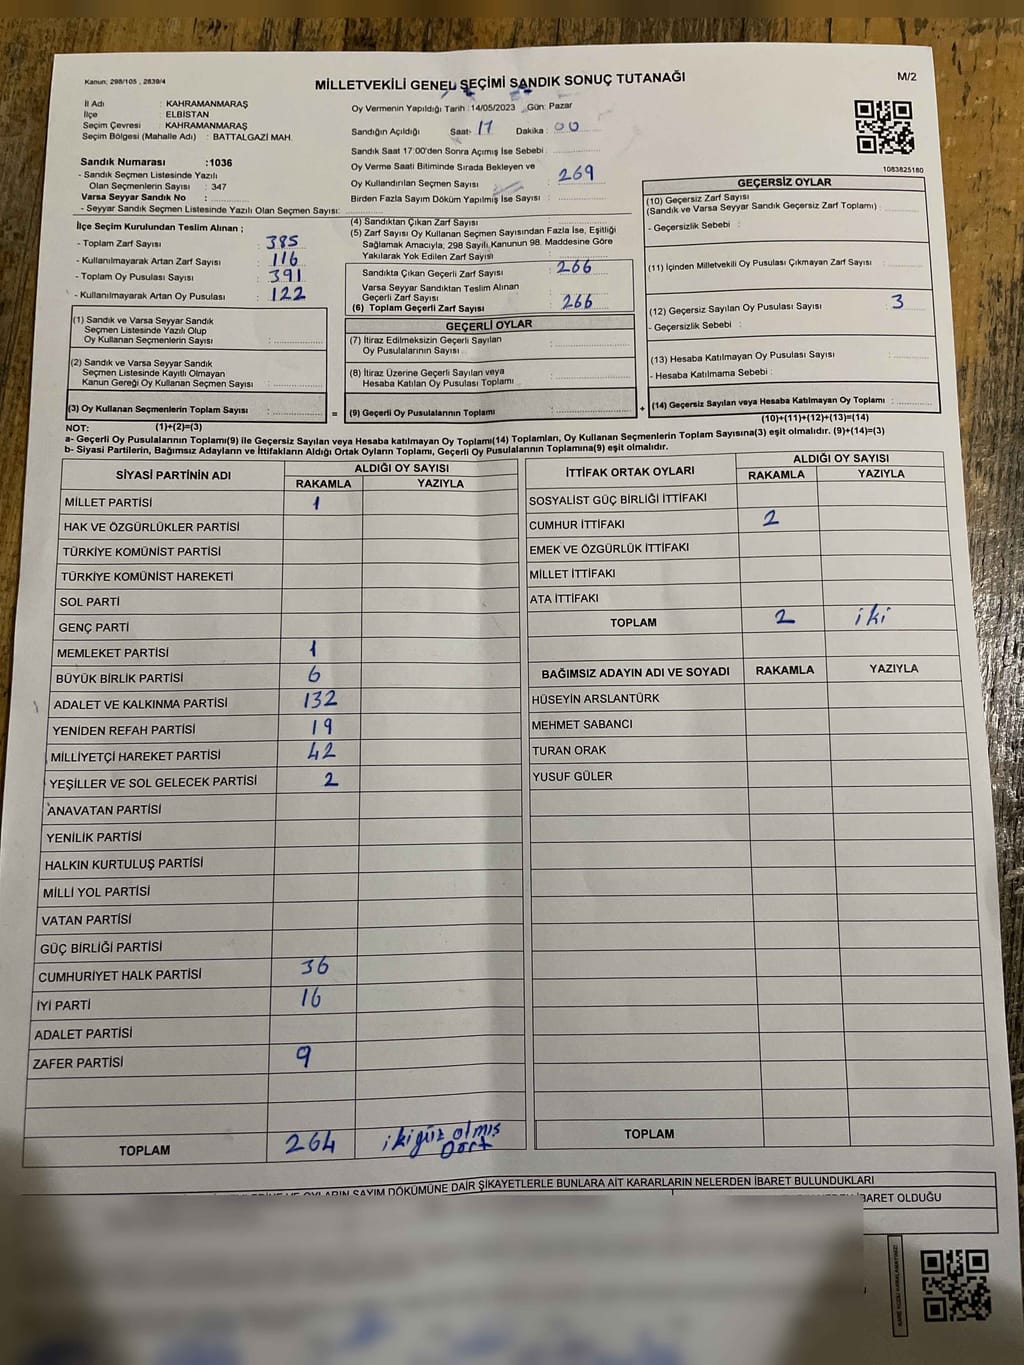 Kanun; 298/105 , 2839/4
MİLLETVEKİLİ GENEL SEÇİMİ SANDIK SONUÇ TUTANAĞI
M/2
İl Adı : KAHRAMANMARAŞ
İlçe : ELBİSTAN
Seçim Çevresi : KAHRAMANMARAŞ
Seçim Bölgesi (Mahalle Adı) : BATTALGAZİ MAH.
Sandık Numarası :1036
- Sandık Seçmen Listesinde Yazılı
Olan Seçmenlerin Sayısı : 347
Varsa Seyyar Sandık No :
- Seyyar Sandık Seçmen Listesinde Yazılı Olan Seçmen Sayısı:
Oy Vermenin Yapıldığı Tarih :14/05/2023 Gün: Pazar
Sandığın Açıldığı Saat: 17 Dakika: 00
Sandık Saat 17:00'den Sonra Açımış İse Sebebi :
Oy Verme Saati Bitiminde Sırada Bekleyen ve
Oy Kullandırılan Seçmen Sayısı : 269
Birden Fazla Sayım Döküm Yapılmış İse Sayısı :
1083825180
İlçe Seçim Kurulundan Teslim Alınan ;
- Toplam Zarf Sayısı : 385
- Kullanılmayarak Artan Zarf Sayısı : 116
- Toplam Oy Pusulası Sayısı : 391
- Kullanılmayarak Artan Oy Pusulası : 122
(1) Sandık ve Varsa Seyyar Sandık
Seçmen Listesinde Yazılı Olup
Oy Kullanan Seçmenlerin Sayısı :
(2) Sandık ve Varsa Seyyar Sandık
Seçmen Listesinde Kayıtlı Olmayan
Kanun Gereği Oy Kullanan Seçmen Sayısı :
(3) Oy Kullanan Seçmenlerin Toplam Sayısı : =
(4) Sandıktan Çıkan Zarf Sayısı :
(5) Zarf Sayısı Oy Kullanan Seçmen Sayısından Fazla İse, Eşitliği
Sağlamak Amacıyla; 298 Sayılı Kanunun 98. Maddesine Göre
Yakılarak Yok Edilen Zarf Sayısı :
Sandıkta Çıkan Geçerli Zarf Sayısı : 266
Varsa Seyyar Sandıktan Teslim Alınan
Geçerli Zarf Sayısı :
(6) Toplam Geçerli Zarf Sayısı : 266
GEÇERLİ OYLAR
(7) İtiraz Edilmeksizin Geçerli Sayılan
Oy Pusulalarının Sayısı :
(8) İtiraz Üzerine Geçerli Sayılan veya
Hesaba Katılan Oy Pusulası Toplamı :
(9) Geçerli Oy Pusulalarının Toplamı : +
GEÇERSİZ OYLAR
(10) Geçersiz Zarf Sayısı
(Sandık ve Varsa Seyyar Sandık Geçersiz Zarf Toplamı) :
- Geçersizlik Sebebi :
(11) İçinden Milletvekili Oy Pusulası Çıkmayan Zarf Sayısı :
(12) Geçersiz Sayılan Oy Pusulası Sayısı : 3
- Geçersizlik Sebebi :
(13) Hesaba Katılmayan Oy Pusulası Sayısı :
- Hesaba Katılmama Sebebi :
(14) Geçersiz Sayılan veya Hesaba Katılmayan Oy Toplamı :
(10)+(11)+(12)+(13)=(14)
NOT: (1)+(2)=(3)
a- Geçerli Oy Pusulalarının Toplamı(9) ile Geçersiz Sayılan veya Hesaba katılmayan Oy Toplamı(14) Toplamları, Oy Kullanan Seçmenlerin Toplam Sayısına(3) eşit olmalıdır. (9)+(14)=(3)
b- Siyasi Partilerin, Bağımsız Adayların ve İttifakların Aldığı Ortak Oyların Toplamı, Geçerli Oy Pusulalarının Toplamına(9) eşit olmalıdır.
SİYASİ PARTİNİN ADI ALDIĞI OY SAYISI
RAKAMLA YAZIYLA
MİLLET PARTİSİ 1
HAK VE ÖZGÜRLÜKLER PARTİSİ
TÜRKİYE KOMÜNİST PARTİSİ
TÜRKİYE KOMÜNİST HAREKETİ
SOL PARTİ
GENÇ PARTİ
MEMLEKET PARTİSİ 1
BÜYÜK BİRLİK PARTİSİ 6
ADALET VE KALKINMA PARTİSİ 132
YENİDEN REFAH PARTİSİ 19
MİLLİYETÇİ HAREKET PARTİSİ 42
YEŞİLLER VE SOL GELECEK PARTİSİ 2
ANAVATAN PARTİSİ
YENİLİK PARTİSİ
HALKIN KURTULUŞ PARTİSİ
MİLLİ YOL PARTİSİ
VATAN PARTİSİ
GÜÇ BİRLİĞİ PARTİSİ
CUMHURİYET HALK PARTİSİ 36
İYİ PARTİ 16
ADALET PARTİSİ
ZAFER PARTİSİ 9
TOPLAM 264 ikiyüz olmış
Dört
İTTİFAK ORTAK OYLARI ALDIĞI OY SAYISI
RAKAMLA YAZIYLA
SOSYALİST GÜÇ BİRLİĞİ İTTİFAKI
CUMHUR İTTİFAKI 2
EMEK VE ÖZGÜRLÜK İTTİFAKI
MİLLET İTTİFAKI
ATA İTTİFAKI
TOPLAM 2 iki
BAĞIMSIZ ADAYIN ADI VE SOYADI RAKAMLA YAZIYLA
HÜSEYİN ARSLANTÜRK
MEHMET SABANCI
TURAN ORAK
YUSUF GÜLER
TOPLAM
OYLARIN SAYIM DÖKÜMÜNE DAİR ŞİKAYETLERLE BUNLARA AİT KARARLARIN NELERDEN İBARET BULUNDUKLARI
İBARET OLDUĞU